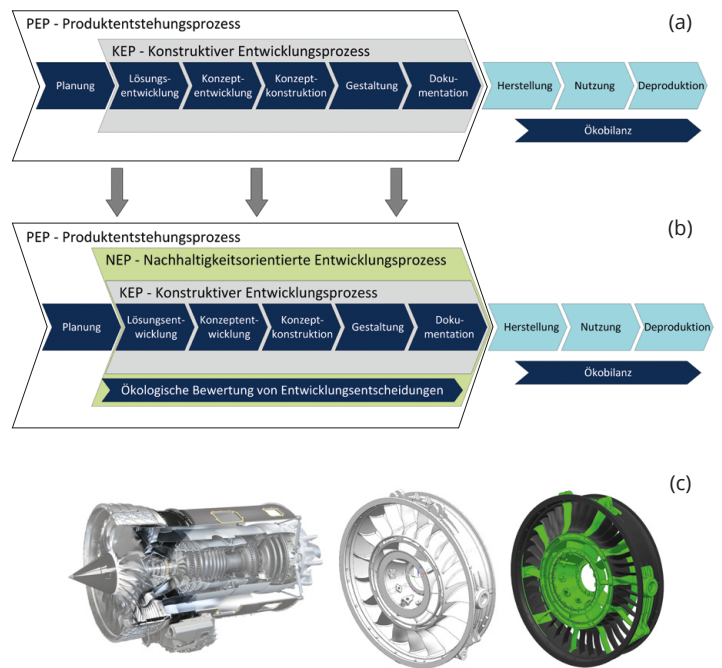 (a)
PEP - Produktentstehungsprozess
KEP - Konstruktiver Entwicklungsprozess
Planung
Lösungs-
entwicklung
Konzept-
entwicklung
Konzept-
konstruktion
Gestaltung
Doku-
mentation
Herstellung
Nutzung
Deproduktion
Ökobilanz
(b)
PEP - Produktentstehungsprozess
NEP - Nachhaltigkeitsorientierte Entwicklungsprozess
KEP - Konstruktiver Entwicklungsprozess
Planung
Lösungsent-
wicklung
Konzeptent-
wicklung
Konzept-
konstruktion
Gestaltung
Doku-
mentation
Herstellung
Nutzung
Deproduktion
Ökologische Bewertung von Entwicklungsentscheidungen
Ökobilanz
(c)